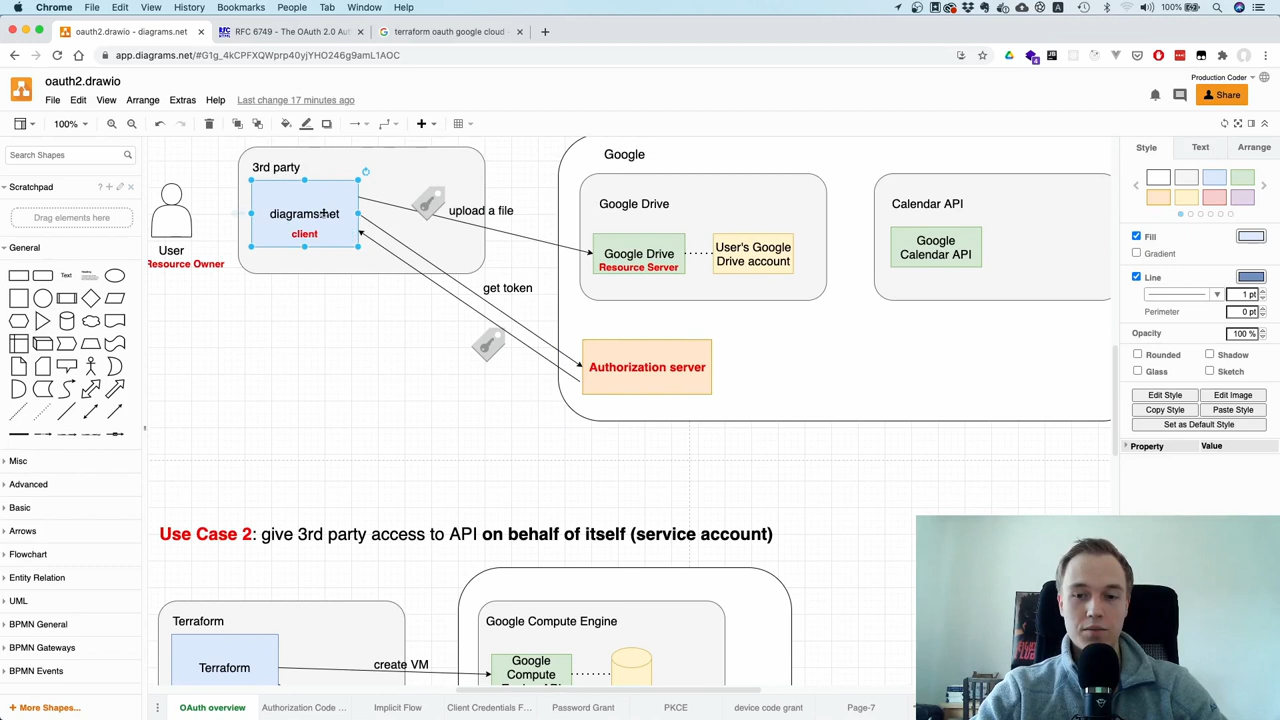 Chrome File Edit View History Bookmarks People Tab Window Help
100%
oauth2.drawio - diagrams.net
RFC 6749 - The OAuth 2.0 Aut
terraform oauth google cloud -
app.diagrams.net/#G1g_4kCPFXQWprp40yjYHO246g9arLAOC
oauth2.drawio
Production Coder
File Edit View Arrange Extras Help Last change 17 minutes ago
Share
100%
Search Shapes
Scratchpad
Drag elements here
General
Text
Misc
Advanced
Basic
Arrows
Flowchart
Entity Relation
UML
BPMN General
BPMN Gateways
BPMN Events
+ More Shapes...
3rd party
diagrams.net
client
User
Resource Owner
upload a file
get token
Google
Google Drive
Google Drive
Resource Server
User's Google
Drive account
Calendar API
Google
Calendar API
Authorization server
Use Case 2: give 3rd party access to API on behalf of itself (service account)
Terraform
Terraform
create VM
Google Compute Engine
Google
Compute
Style Text Arrange
Fill
Gradient
Line
1 pt
Perimeter 0 pt
Opacity 100 %
Rounded Shadow
Glass Sketch
Edit Style Edit Image
Copy Style Paste Style
Set as Default Style
Property Value
OAuth overview
Authorization Code ...
Implicit Flow
Client Credentials F...
Password Grant
PKCE
device code grant
Page-7